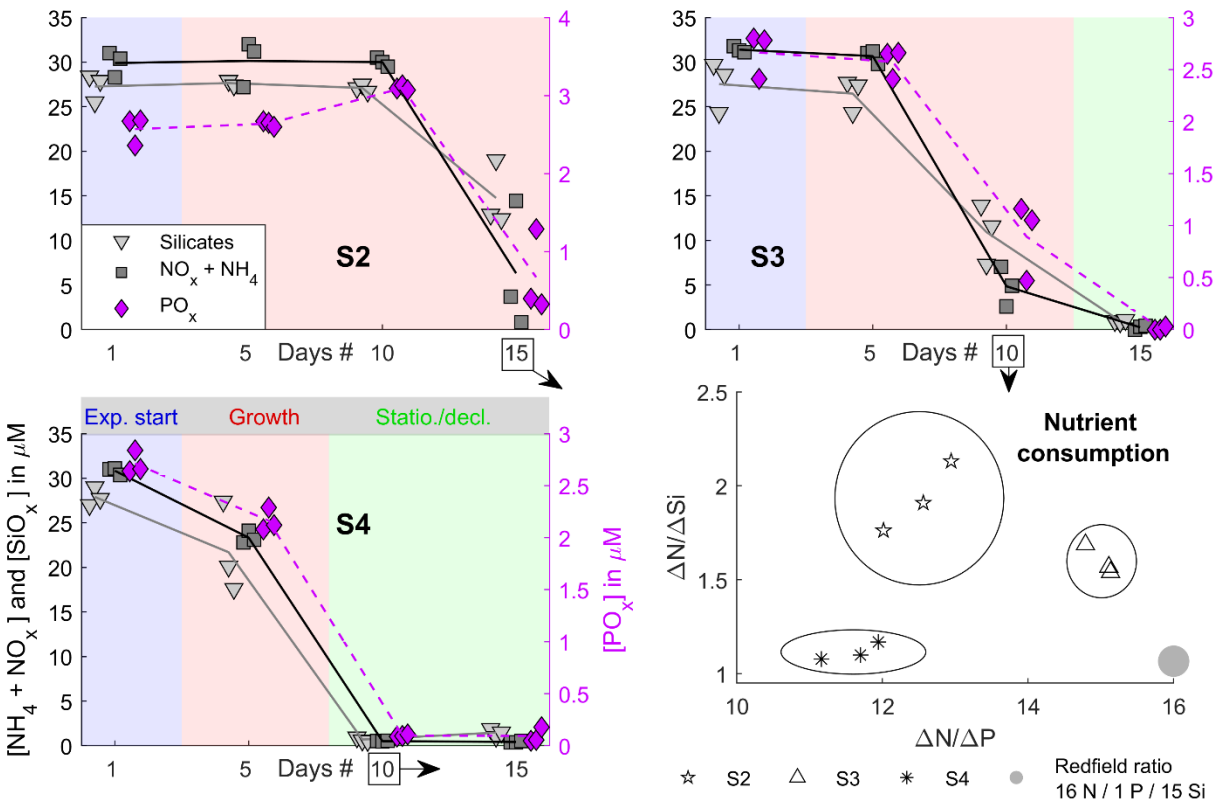 35
30
25
20
15
10
5
0
4
3
2
1
0
Silicates
NOx + NH4
POx
S2
1
5
Days #
10
15
35
30
25
20
15
10
5
0
3
2.5
2
1.5
1
0.5
0
S3
1
5
Days #
10
15
Exp. start
Growth
Statio./decl.
[NH4 + NOx ] and [SiOx ] in μM
35
30
25
20
15
10
5
0
3
2.5
2
1.5
1
0.5
0
[POx] in μM
S4
1
5
Days #
10
15
Nutrient
consumption
ΔN/ΔSi
2.5
2
1.5
1
10
12
14
16
ΔN/ΔP
S2
S3
S4
Redfield ratio
16 N / 1 P / 15 Si